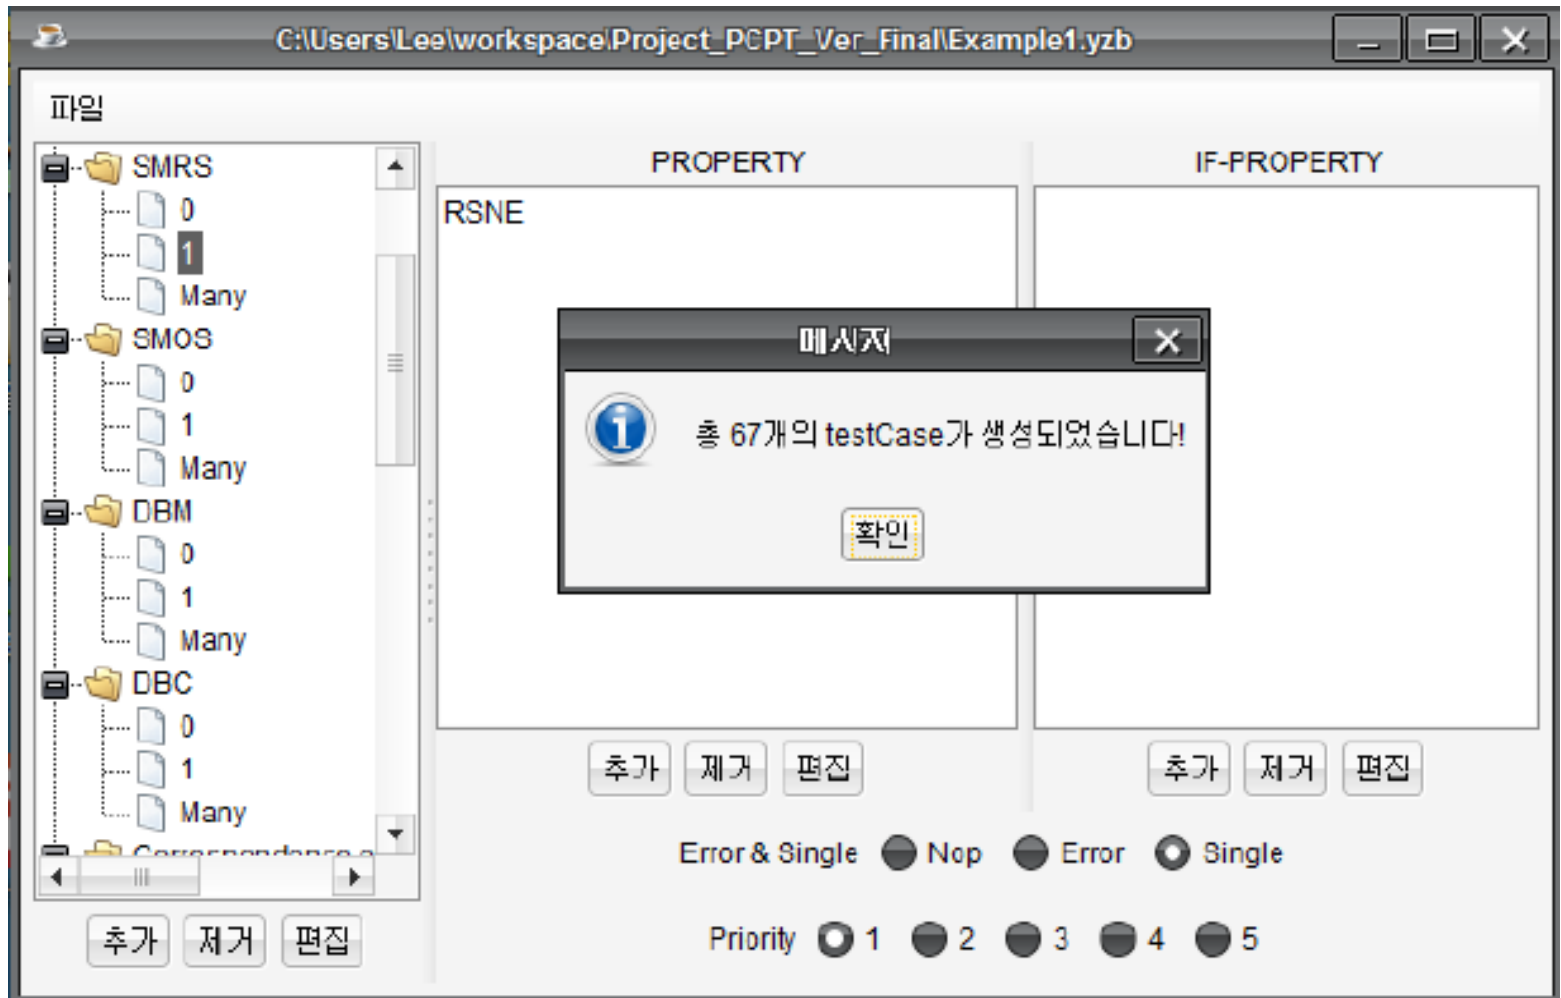 C:\Users\Lee\workspace\Project_PCPT_Ver_Final\Example1.yzb
파일
SMRS
0
1
Many
SMOS
0
1
Many
DBM
0
1
Many
DBC
0
1
Many
추가 제거 편집
PROPERTY
RSNE
추가 제거 편집
IF-PROPERTY
추가 제거 편집
메시지
총 67개의 testCase가 생성되었습니다!
확인
Error & Single Nop Error Single
Priority 1 2 3 4 5